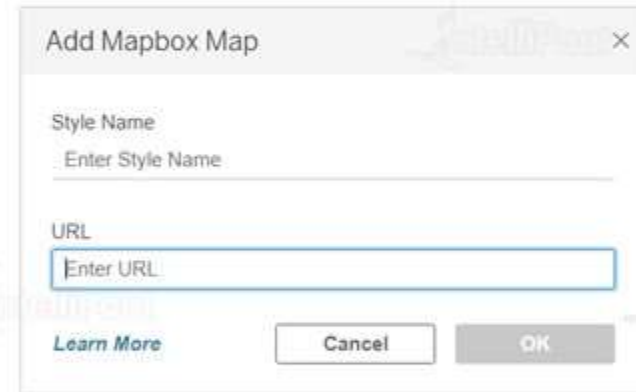 Add Mapbox Map
Style Name
Enter Style Name
URL
Enter URL
Learn More Cancel OK